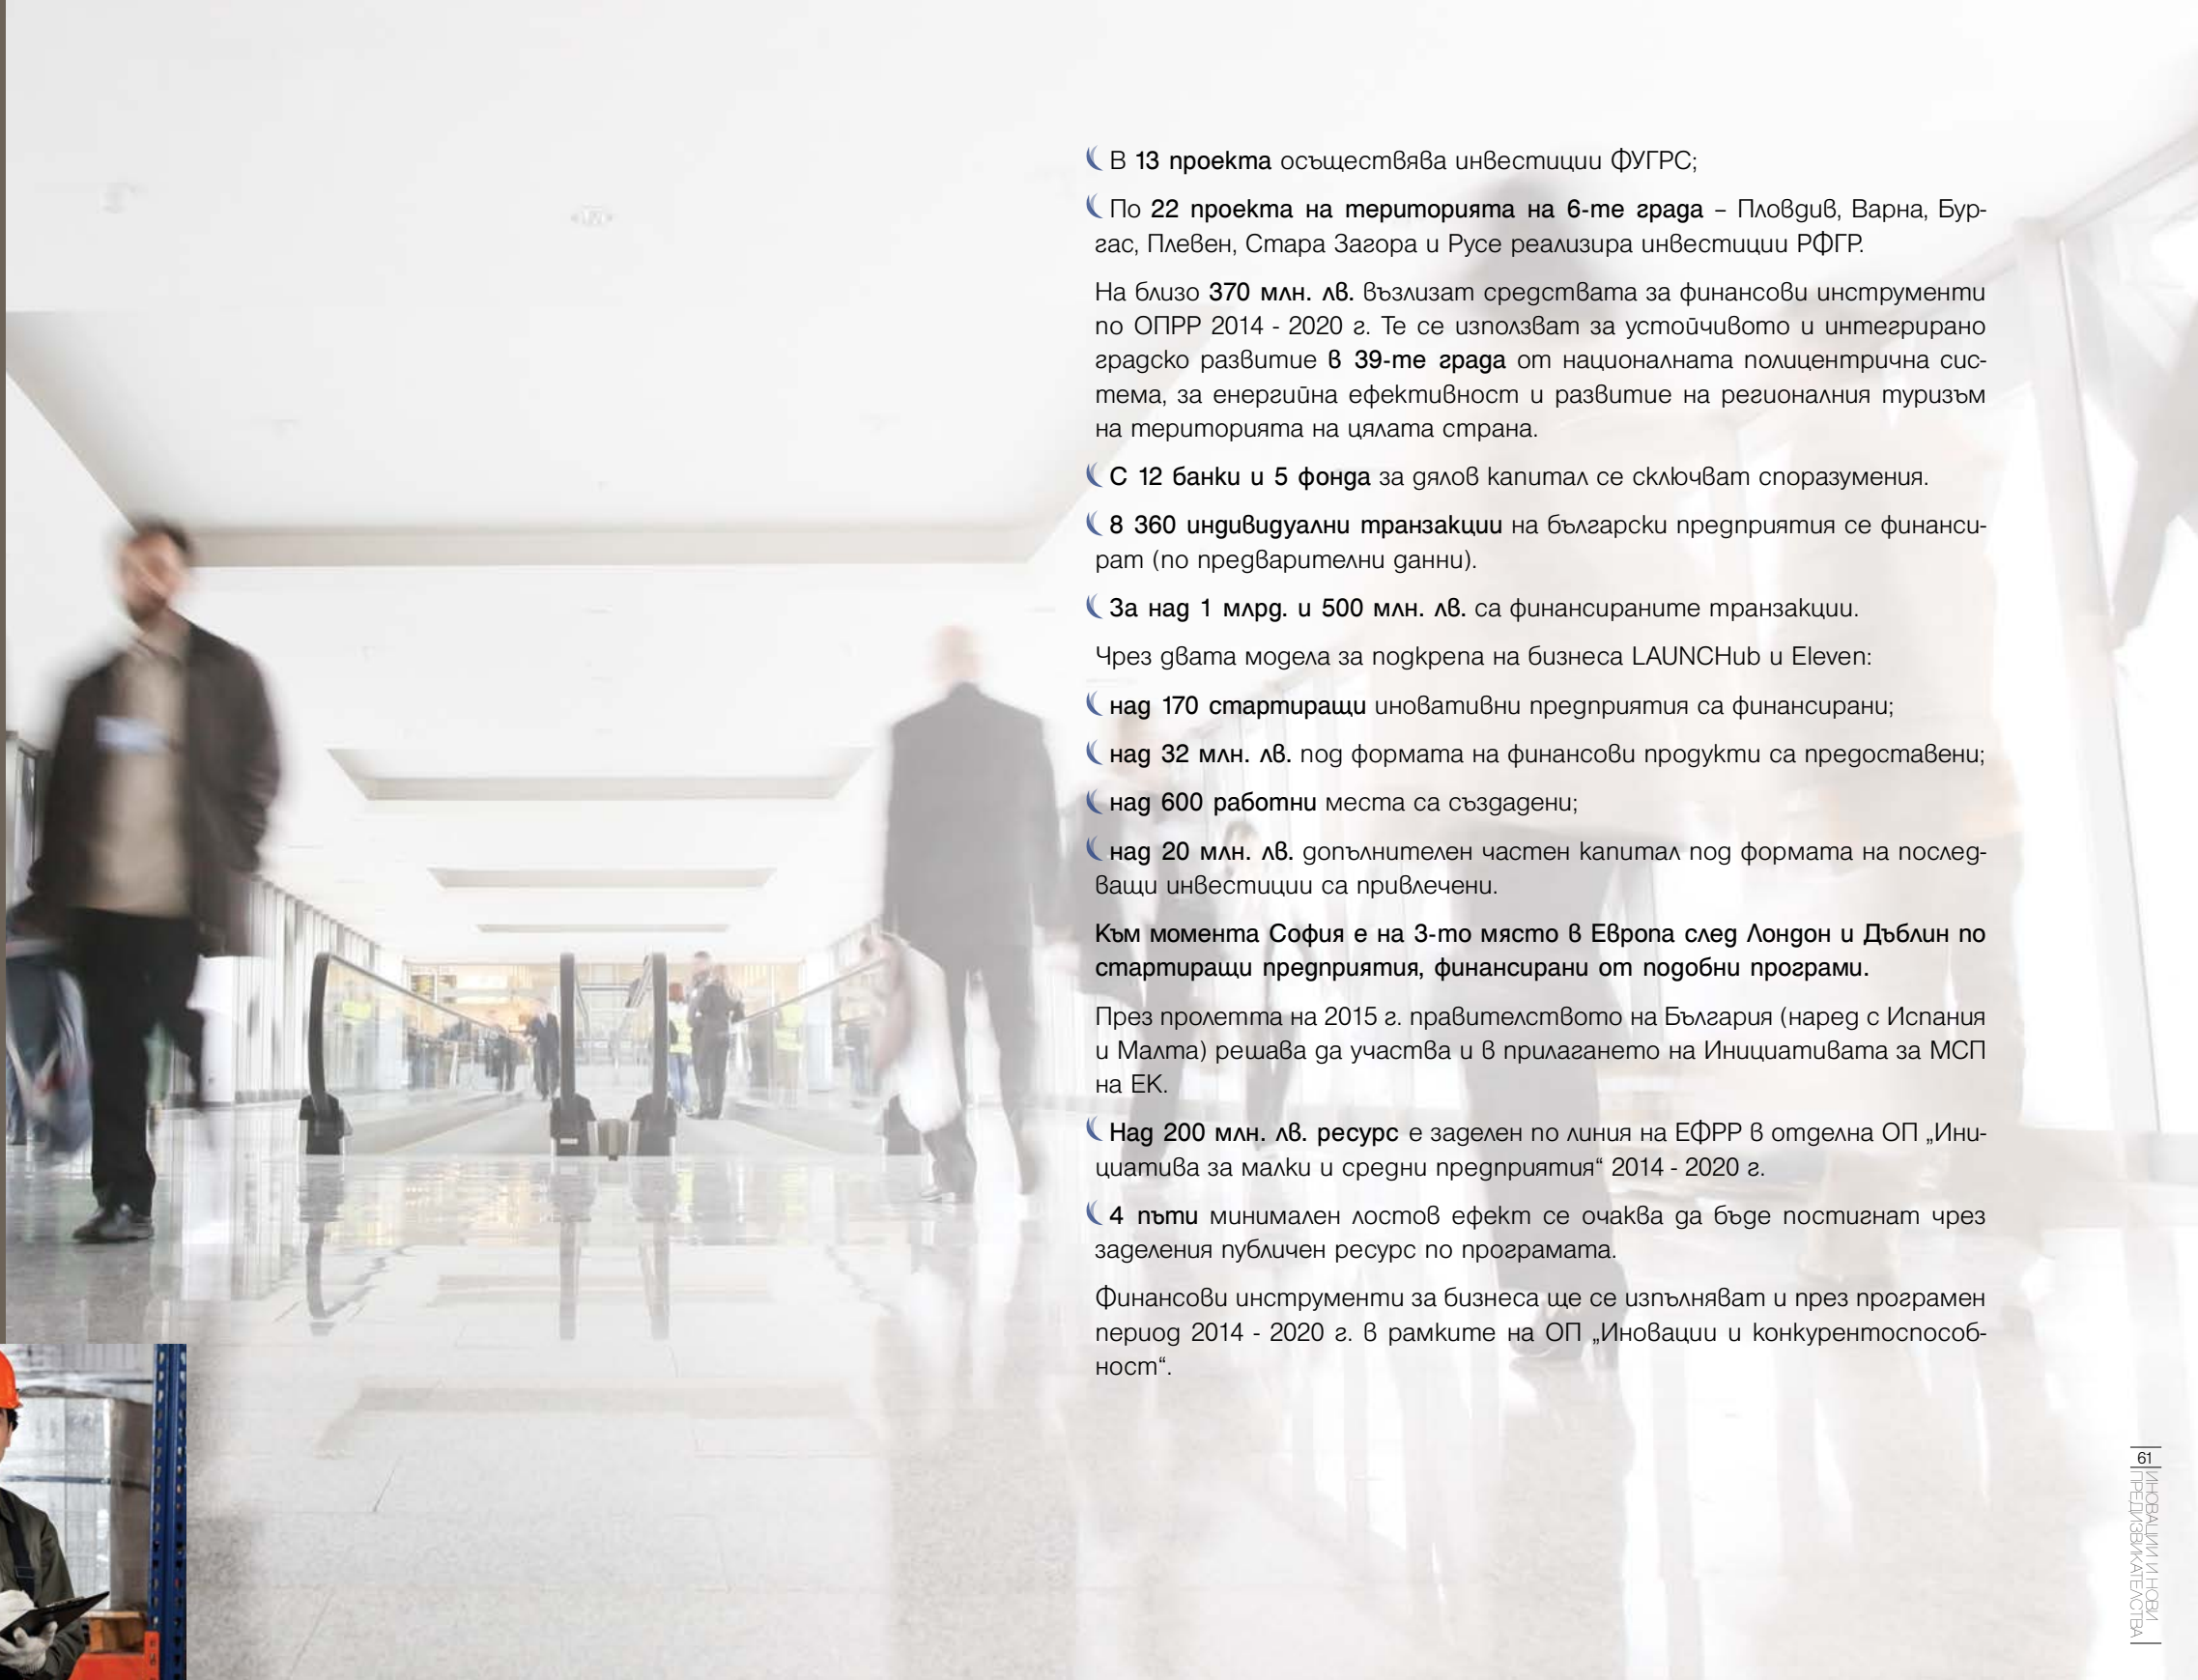 В 13 проекта осъществява инвестиции ФУГРС;
По 22 проекта на територията на 6-те града – Пловдив, Варна, Бур-
гас, Плевен, Стара Загора и Русе реализира инвестиции РФГР.
На близо 370 млн. лв. възлизат средствата за финансови инструменти
по ОПРР 2014 - 2020 г. Те се използват за устойчивото и интегрирано
градско развитие в 39-те града от националната полицентрична сис-
тема, за енергийна ефективност и развитие на регионалния туризъм
на територията на цялата страна.
С 12 банки и 5 фонда за дялов капитал се сключват споразумения.
8 360 индивидуални транзакции на български предприятия се финанси-
рат (по предварителни данни).
За над 1 млрд. и 500 млн. лв. са финансираните транзакции.
Чрез двата модела за подкрепа на бизнеса LAUNCHub и Eleven:
над 170 стартиращи иновативни предприятия са финансирани;
над 32 млн. лв. под формата на финансови продукти са предоставени;
над 600 работни места са създадени;
над 20 млн. лв. допълнителен частен капитал под формата на послед-
ващи инвестиции са привлечени.
Към момента София е на 3-то място в Европа след Лондон и Дъблин по
стартиращи предприятия, финансирани от подобни програми.
През пролетта на 2015 г. правителството на България (наред с Испания
и Малта) решава да участва и в прилагането на Инициативата за МСП
на ЕК.
Над 200 млн. лв. ресурс е заделен по линия на ЕФРР в отделна ОП „Ини-
циатива за малки и средни предприятия“ 2014 - 2020 г.
4 пъти минимален лостов ефект се очаква да бъде постигнат чрез
заделения публичен ресурс по програмата.
Финансови инструменти за бизнеса ще се изпълняват и през програмен
период 2014 - 2020 г. в рамките на ОП „Иновации и конкурентоспособ-
ност“.
61
ИНОВАЦИИ И НОВИ
ПРЕДИЗВИКАТЕЛСТВА